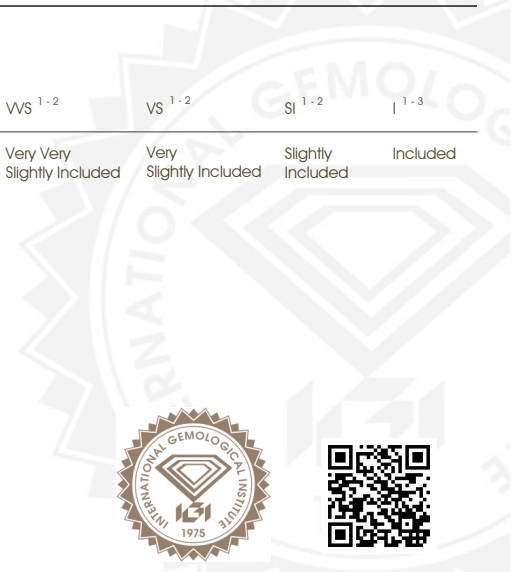 VVS 1 - 2 VS 1 - 2 SI 1 - 2 I 1 - 3
Very Very Very Slightly Included
Slightly Included Slightly Included Included
INTERNATIONAL GEMOLOGICAL INSTITUTE
IGI
1975